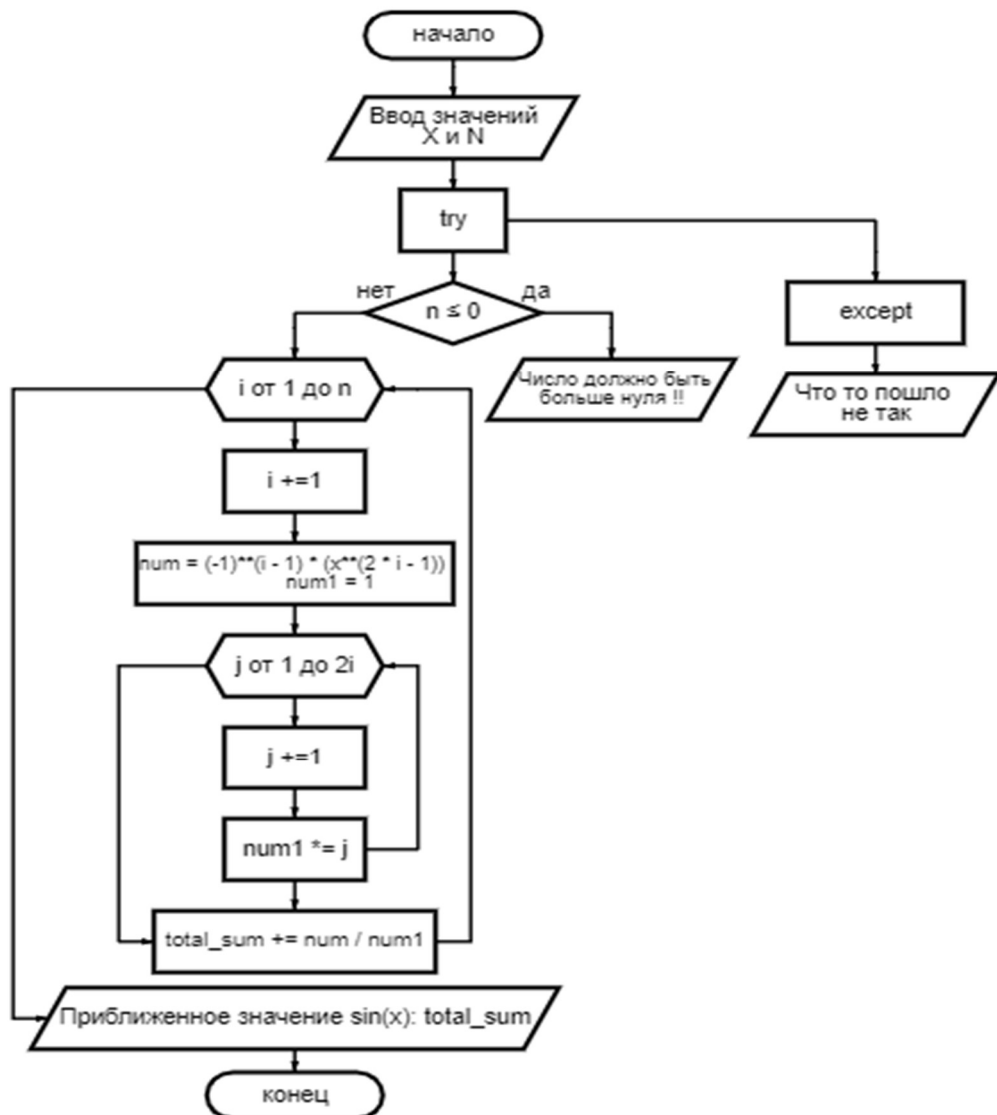 начало
Ввод значений
X и N
try
нет
да
n ≤ 0
except
i от 1 до n
Число должно быть
больше нуля !!
Что то пошло
не так
i +=1
num = (-1)**(i - 1) * (x**(2 * i - 1))
num1 = 1
j от 1 до 2i
j +=1
num1 *= j
total_sum += num / num1
Приближенное значение sin(x): total_sum
конец